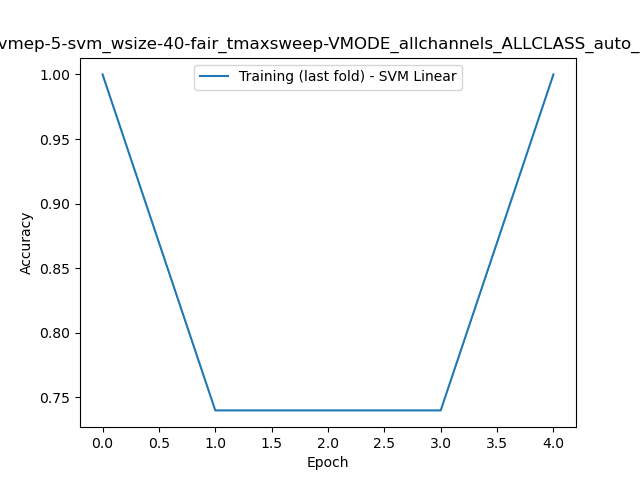 vmep-5-svm_wsize-40-fair_tmaxsweep-VMODE_allchannels_ALLCLASS_auto_
Training (last fold) - SVM Linear
Accuracy
1.00
0.95
0.90
0.85
0.80
0.75
0.0 0.5 1.0 1.5 2.0 2.5 3.0 3.5 4.0
Epoch